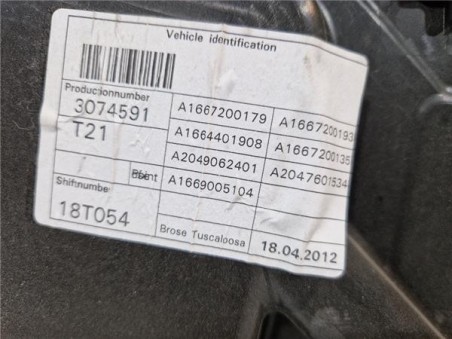 Vehicle identification
Productionnumber
3074591
T21
A1667200179
A1667200193
A1664401908
A1667200135
A2049062401
A2047601534
A1669005104
Shiftnumber
18T054
Brose Tuscaloosa
18.04.2012